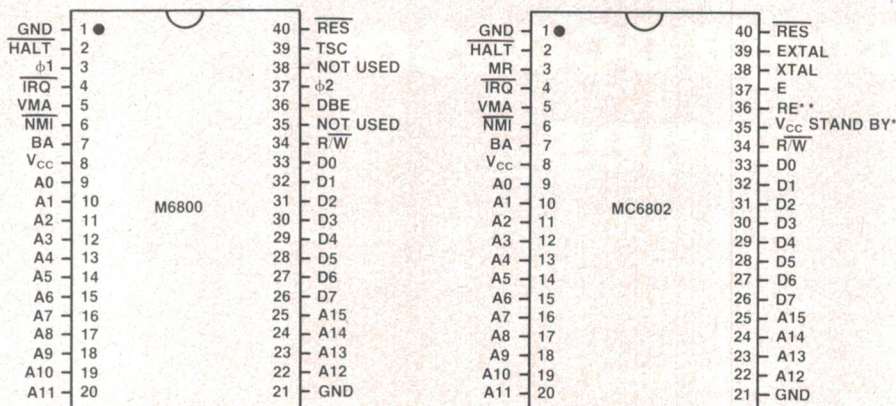 GND 1 40 RES
HALT 2 39 TSC
ϕ1 3 38 NOT USED
IRQ 4 37 ϕ2
VMA 5 36 DBE
NMI 6 35 NOT USED
BA 7 34 R/W
VCC 8 33 D0
A0 9 32 D1
A1 10 31 D2
M6800
A2 11 30 D3
A3 12 29 D4
A4 13 28 D5
A5 14 27 D6
A6 15 26 D7
A7 16 25 A15
A8 17 24 A14
A9 18 23 A13
A10 19 22 A12
A11 20 21 GND
GND 1 40 RES
HALT 2 39 EXTAL
MR 3 38 XTAL
IRQ 4 37 E
VMA 5 36 RE**
NMI 6 35 VCC STAND BY*
BA 7 34 R/W
VCC 8 33 D0
A0 9 32 D1
A1 10 31 D2
MC6802
A2 11 30 D3
A3 12 29 D4
A4 13 28 D5
A5 14 27 D6
A6 15 26 D7
A7 16 25 A15
A8 17 24 A14
A9 18 23 A13
A10 19 22 A12
A11 20 21 GND